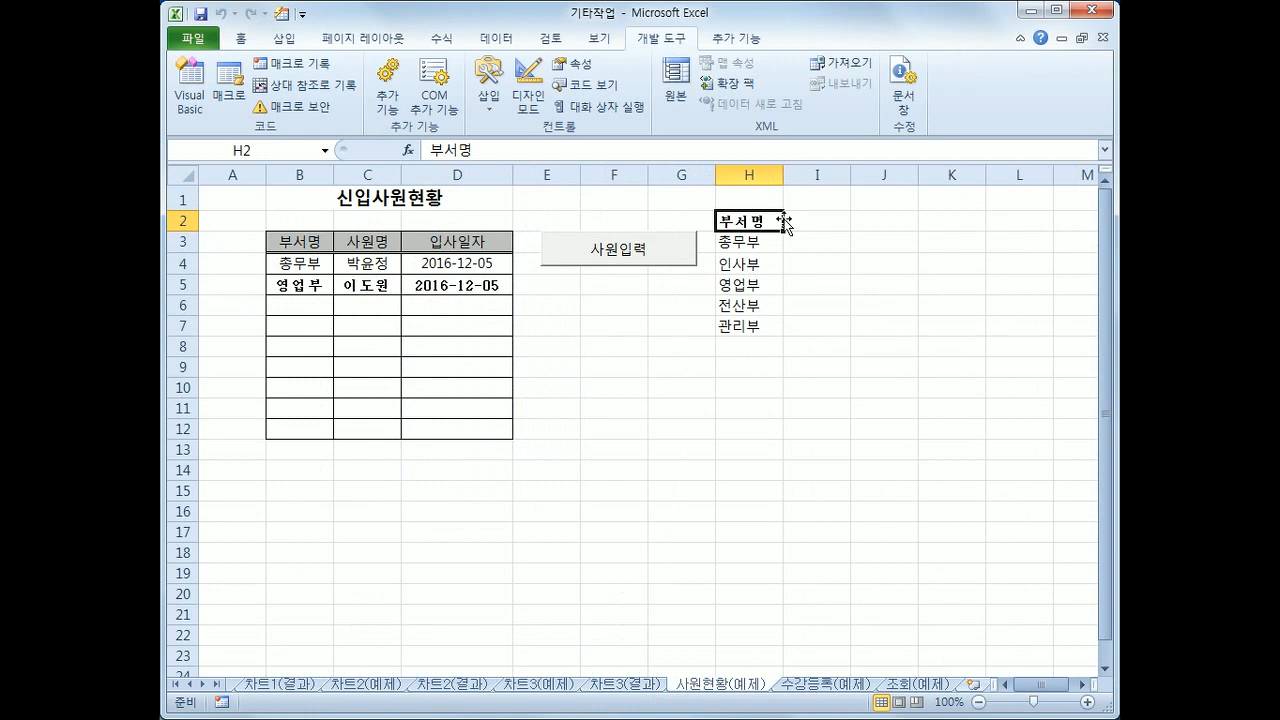 기타작업 - Microsoft Excel
파일 홈 삽입 페이지 레이아웃 수식 데이터 검토 보기 개발 도구 추가 기능
Visual Basic
매크로
매크로 기록
상대 참조로 기록
매크로 보안
코드
추가 기능
COM 추가 기능
추가 기능
삽입
디자인 모드
속성
코드 보기
대화 상자 실행
컨트롤
원본
맵 속성
확장 팩
데이터 새로 고침
가져오기
내보내기
XML
문서 창
수정
H2 fx 부서명
A B C D E F G H I J K L M
1 신입사원현황
2 부서명
3 부서명 사원명 입사일자 사원입력 총무부
4 총무부 박윤정 2016-12-05 인사부
5 영업부 이도원 2016-12-05 영업부
6 전산부
7 관리부
8
9
10
11
12
13
14
15
16
17
18
19
20
21
22
23
24
차트1(결과) 차트2(예제) 차트2(결과) 차트3(예제) 차트3(결과) 사원현황(예제) 수강등록(예제) 조회(예제)
준비 100%